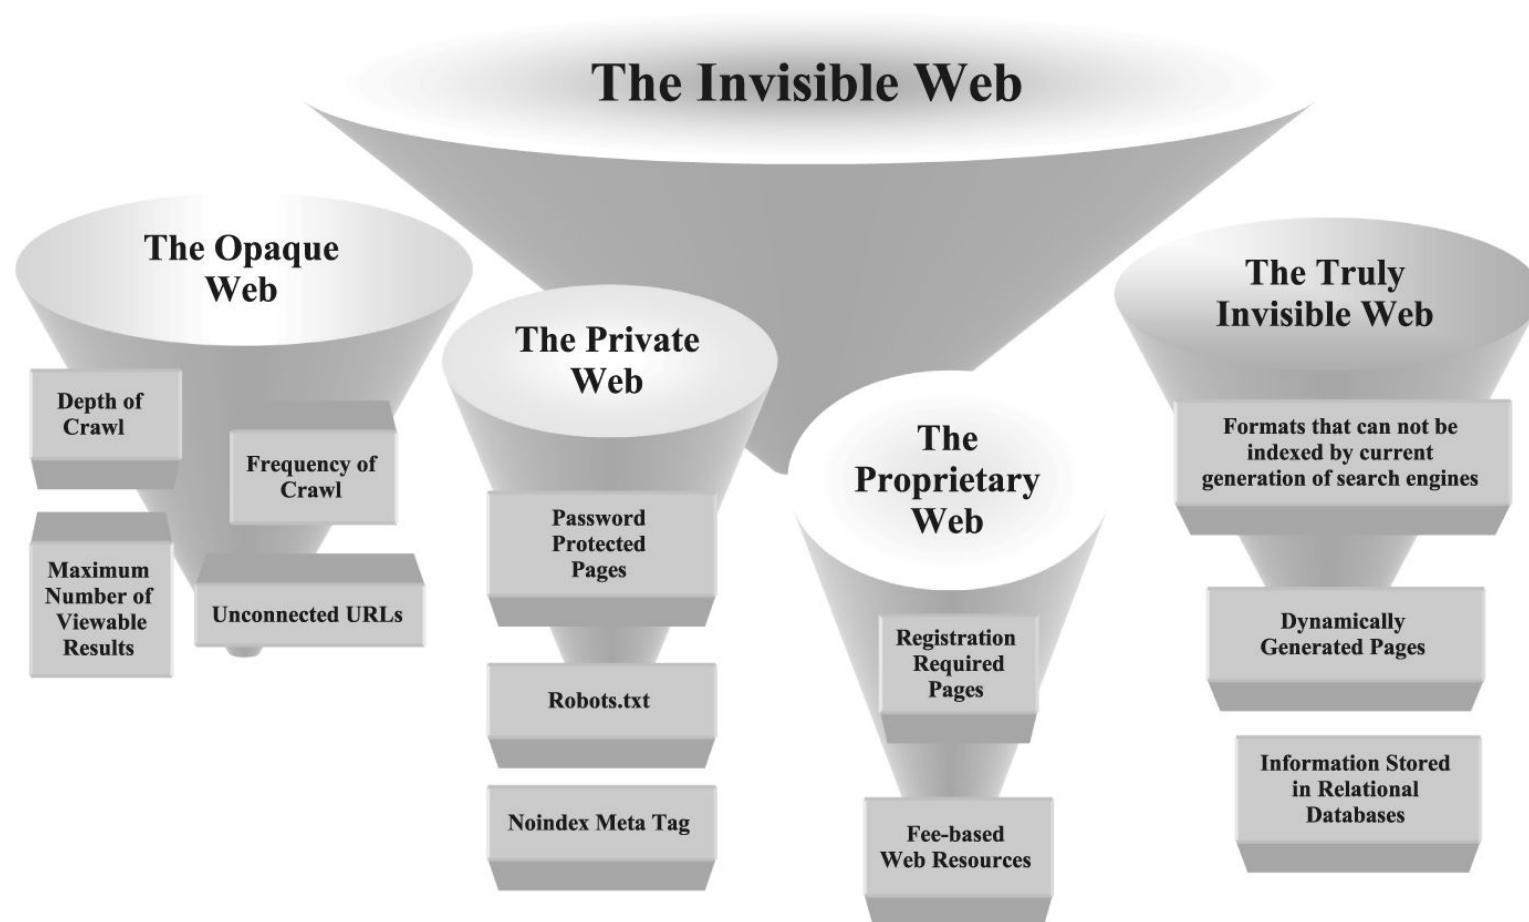 The Invisible Web
The Opaque
Web
Depth of
Crawl
Frequency of
Crawl
Maximum
Number of
Viewable
Results
Unconnected URLs
The Private
Web
Password
Protected
Pages
Robots.txt
Noindex Meta Tag
The
Proprietary
Web
Registration
Required
Pages
Fee-based
Web Resources
The Truly
Invisible Web
Formats that can not be
indexed by current
generation of search engines
Dynamically
Generated Pages
Information Stored
in Relational
Databases